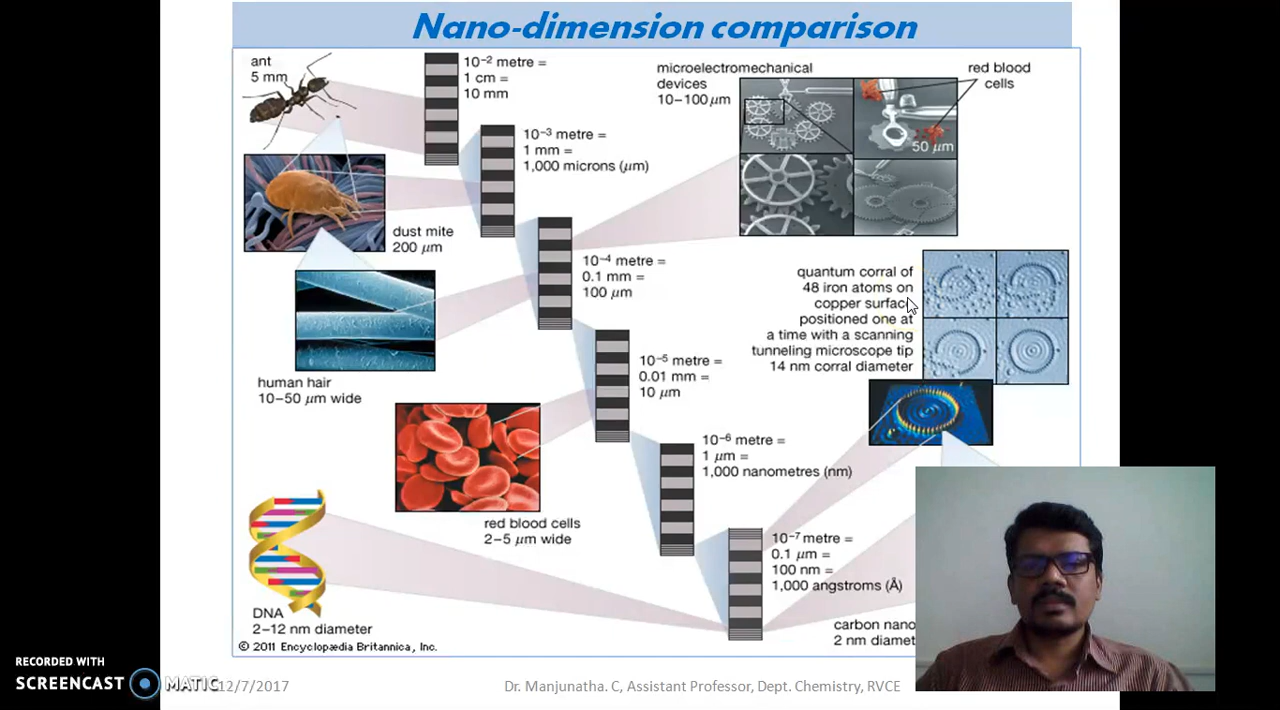 Nano-dimension comparison
ant
5 mm
10⁻² metre =
1 cm =
10 mm
microelectromechanical
devices
10–100 µm
red blood
cells
50 µm
10⁻³ metre =
1 mm =
1,000 microns (µm)
dust mite
200 µm
10⁻⁴ metre =
0.1 mm =
100 µm
quantum corral of
48 iron atoms on
copper surface
positioned one at
a time with a scanning
tunneling microscope tip
14 nm corral diameter
human hair
10–50 µm wide
10⁻⁵ metre =
0.01 mm =
10 µm
10⁻⁶ metre =
1 µm =
1,000 nanometres (nm)
red blood cells
2–5 µm wide
10⁻⁷ metre =
0.1 µm =
100 nm =
1,000 angstroms (Å)
DNA
2–12 nm diameter
carbon nano
2 nm diamet
© 2011 Encyclopædia Britannica, Inc.
RECORDED WITH
SCREENCAST MATIC
12/7/2017
Dr. Manjunatha. C, Assistant Professor, Dept. Chemistry, RVCE